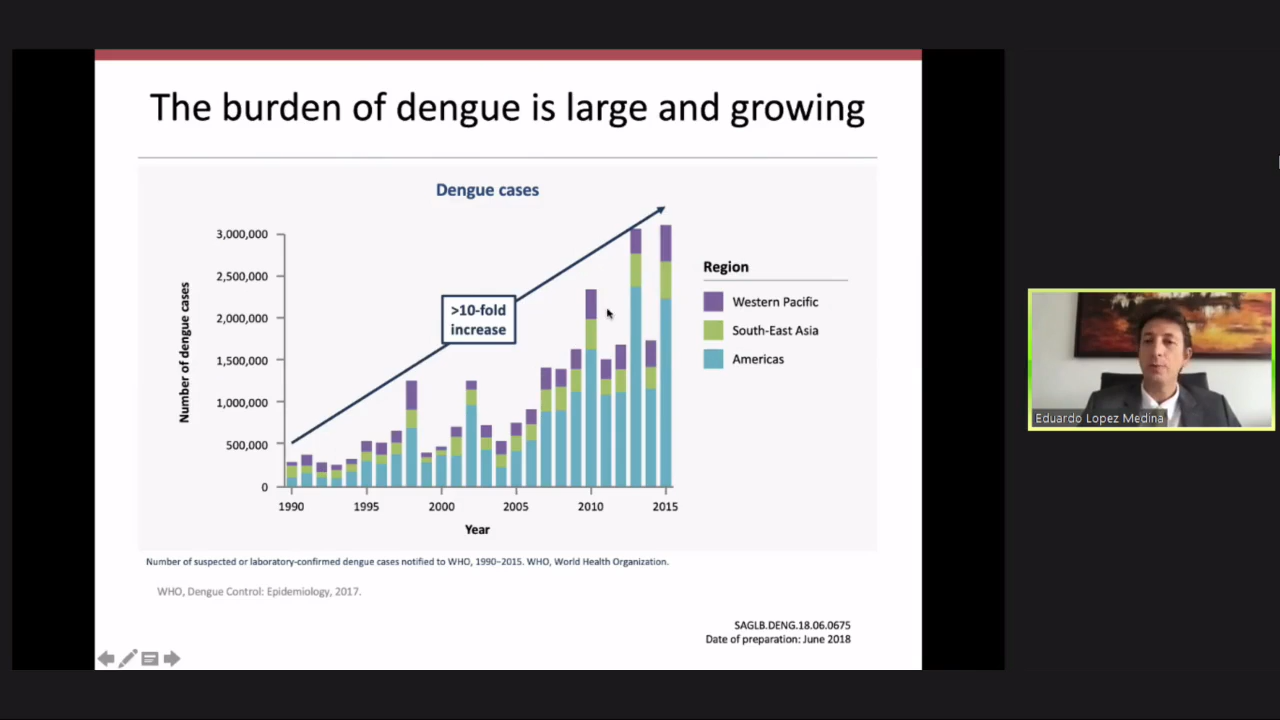 The burden of dengue is large and growing
Dengue cases
3,000,000
2,500,000
2,000,000
1,500,000
1,000,000
500,000
0
Number of dengue cases
>10-fold
increase
1990
1995
2000
2005
2010
2015
Year
Region
Western Pacific
South-East Asia
Americas
Number of suspected or laboratory-confirmed dengue cases notified to WHO, 1990–2015. WHO, World Health Organization.
WHO, Dengue Control: Epidemiology, 2017.
SAGLB.DENG.18.06.0675
Date of preparation: June 2018
Eduardo Lopez Medina